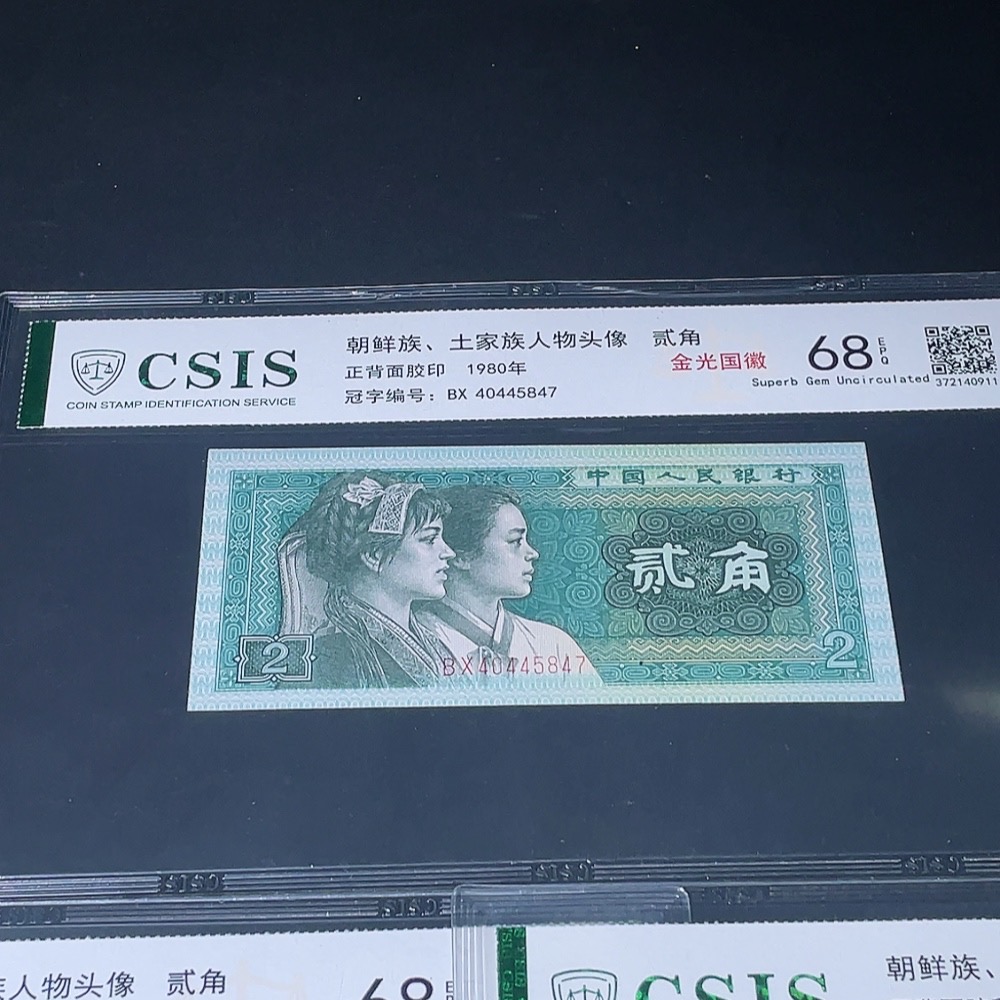 CSIS
COIN STAMP IDENTIFICATION SERVICE
朝鲜族、土家族人物头像 贰角
正背面胶印 1980年
冠字编号：BX 40445847
金光国徽
68 EPQ
Superb Gem Uncirculated
372140911
中国人民银行
贰角
2
2
BX40445847
人物头像 贰角
68
CSIS
朝鲜族、